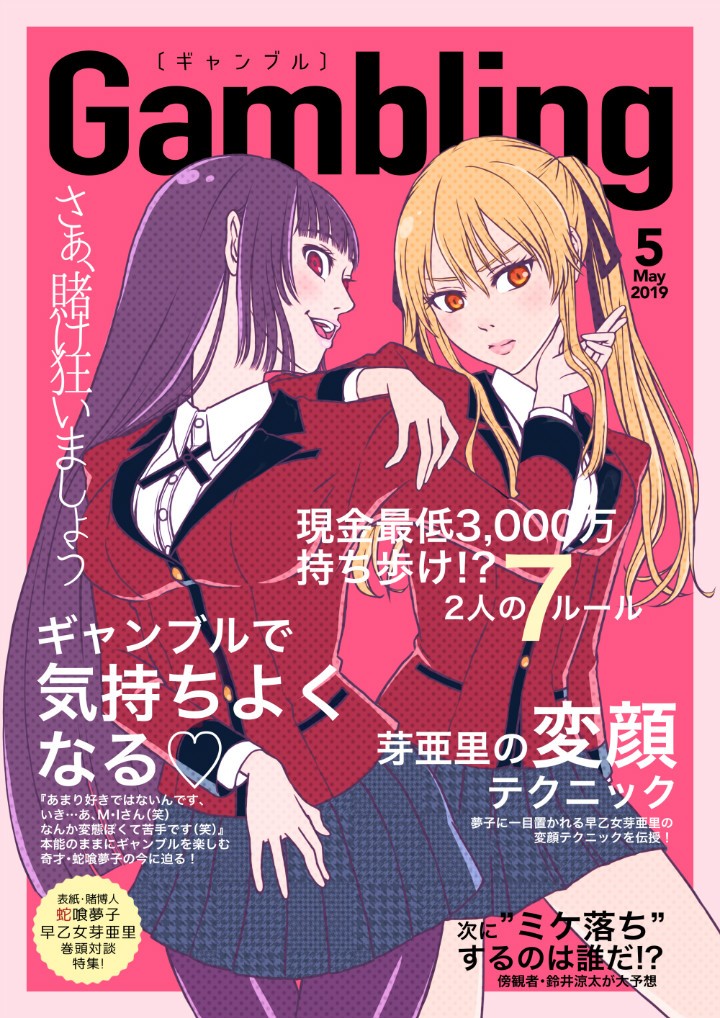 〔ギャンブル〕
Gambling
5
May
2019
さあ、賭け狂いましょう
現金最低3,000万
持ち歩け!?
2人の7ルール
ギャンブルで
気持ちよく
なる♡
『あまり好きではないんです、
いき…あ、M・Iさん(笑)
なんか変態ぽくて苦手です(笑)』
本能のままにギャンブルを楽しむ
奇才・蛇喰夢子の今に迫る！
芽亜里の変顔
テクニック
夢子に一目置かれる早乙女芽亜里の
変顔テクニックを伝授！
表紙・賭博人
蛇喰夢子
早乙女芽亜里
巻頭対談
特集!
次に”ミケ落ち”
するのは誰だ!?
傍観者・鈴井涼太が大予想